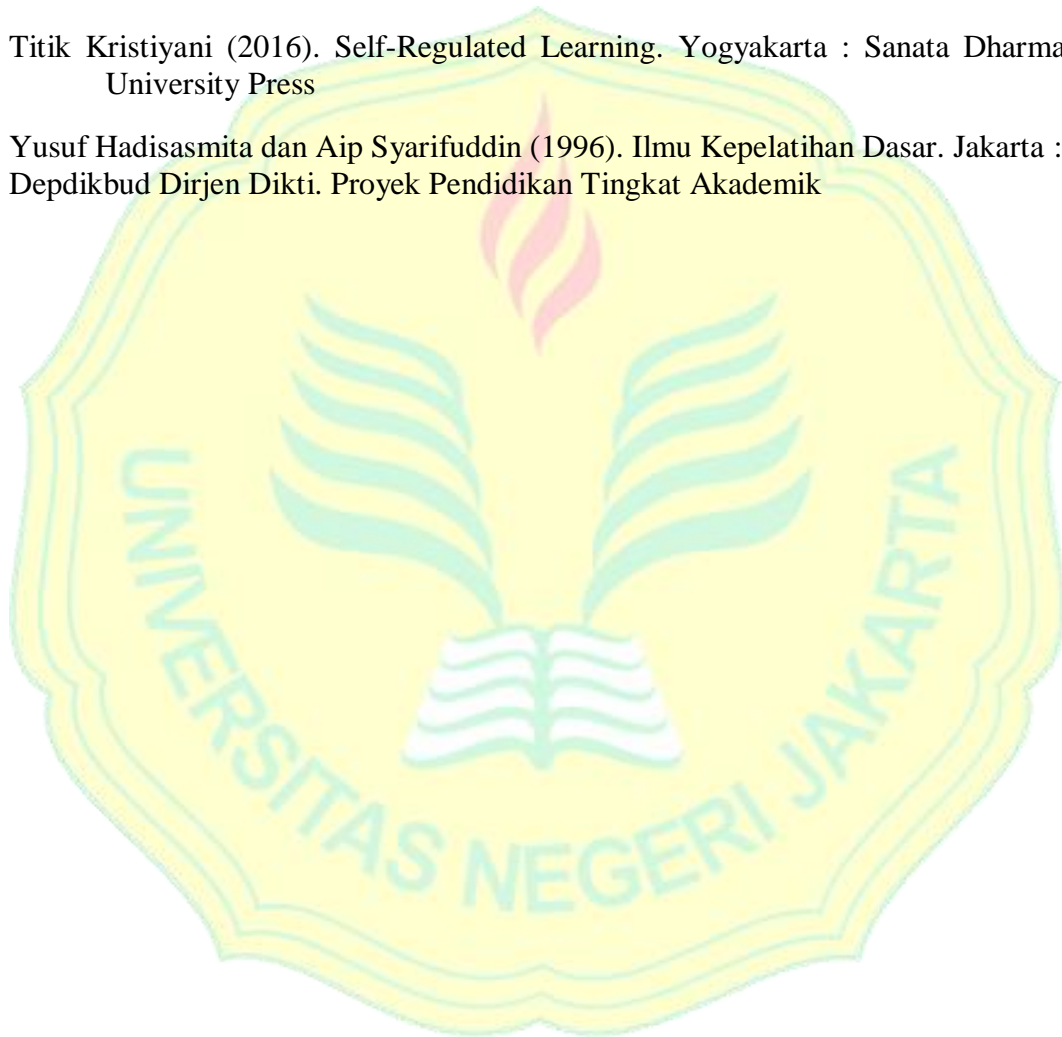 Titik Kristiyani (2016). Self-Regulated Learning. Yogyakarta : Sanata Dharma
University Press
Yusuf Hadisasmita dan Aip Syarifuddin (1996). Ilmu Kepelatihan Dasar. Jakarta :
Depdikbud Dirjen Dikti. Proyek Pendidikan Tingkat Akademik
UNIVERSITAS NEGERI JAKARTA